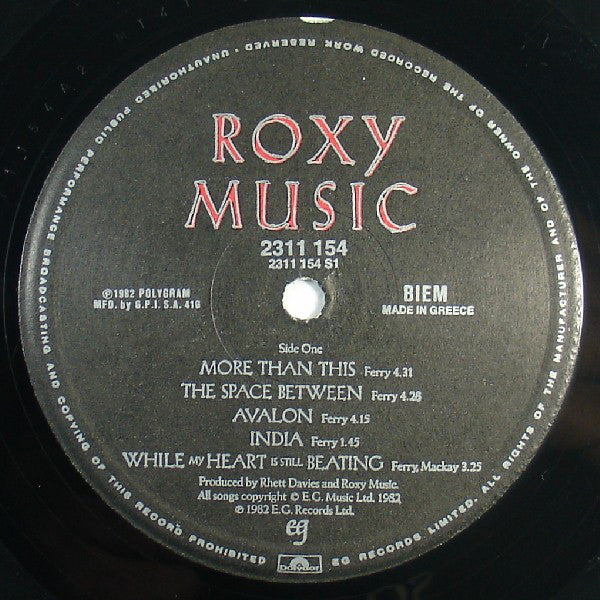 ROXY
MUSIC
2311 154
2311 154 S1
℗1982 POLYGRAM
MFD. by G.P.I. S.A. 410
BIEM
MADE IN GREECE
Side One
MORE THAN THIS Ferry 4.31
THE SPACE BETWEEN Ferry 4.28
AVALON Ferry 4.15
INDIA Ferry 1.45
WHILE MY HEART IS STILL BEATING Ferry, Mackay 3.25
Produced by Rhett Davies and Roxy Music.
All songs copyright © E.G. Music Ltd. 1982
℗ 1982 E.G. Records Ltd.
eg
Polydor
EG RECORDS LIMITED. ALL RIGHTS OF THE MANUFACTURER AND OF THE OWNER OF THE RECORDED WORK RESERVED · UNAUTHORISED PUBLIC PERFORMANCE BROADCASTING AND COPYING OF THIS RECORD PROHIBITED